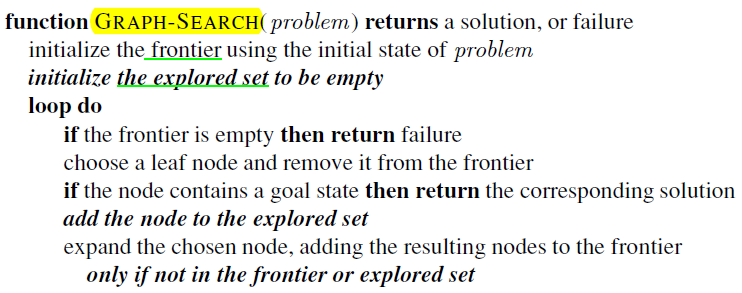 function GRAPH-SEARCH(problem) returns a solution, or failure
initialize the frontier using the initial state of problem
initialize the explored set to be empty
loop do
if the frontier is empty then return failure
choose a leaf node and remove it from the frontier
if the node contains a goal state then return the corresponding solution
add the node to the explored set
expand the chosen node, adding the resulting nodes to the frontier
only if not in the frontier or explored set